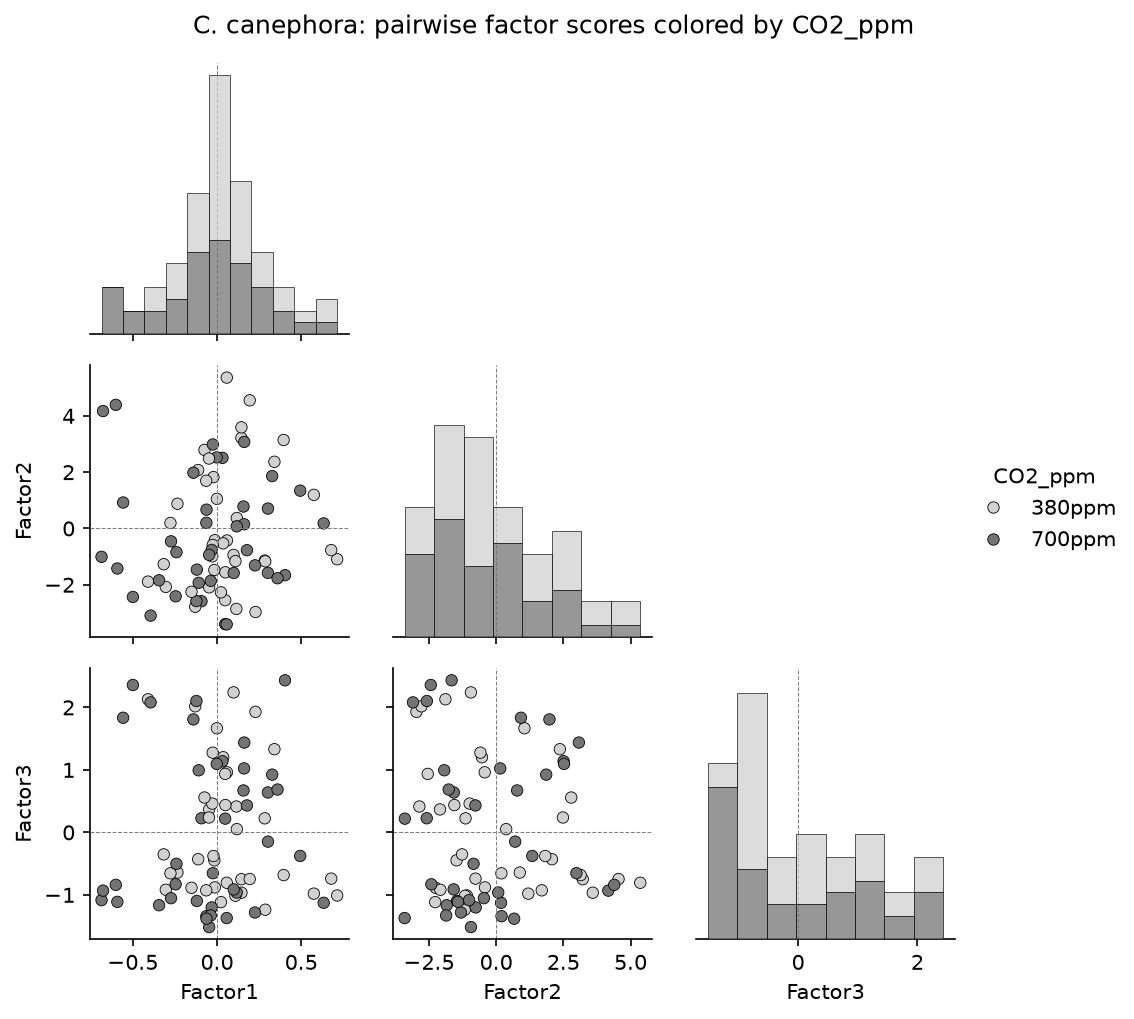 C. canephora: pairwise factor scores colored by CO2_ppm
Factor2
4
2
0
−2
CO2_ppm
380ppm
700ppm
Factor3
2
1
0
−1
−0.5 0.0 0.5
−2.5 0.0 2.5 5.0
0 2
Factor1
Factor2
Factor3